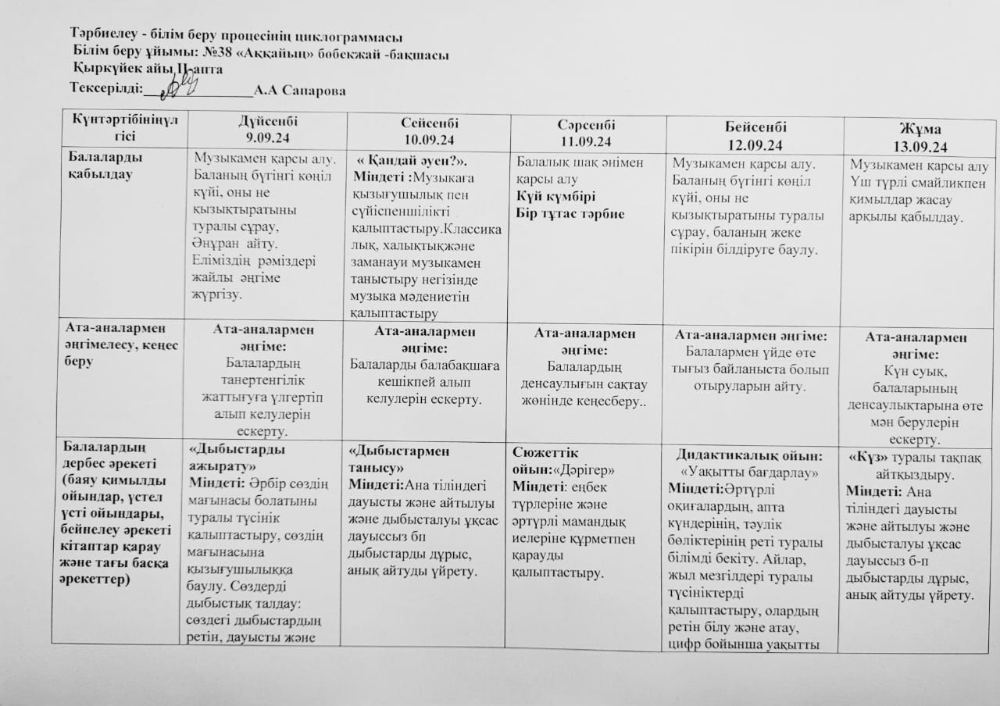 Тәрбиелеу - білім беру процесінің циклограммасы
Білім беру ұйымы: №38 «Аққайың» бөбекжай -бақшасы
Қыркүйек айы II апта
Тексерілді:________________А.А Сапарова
Күнтәртібініңүл
гісі
Дүйсенбі
9.09.24
Сейсенбі
10.09.24
Сәрсенбі
11.09.24
Бейсенбі
12.09.24
Жұма
13.09.24
Балаларды
қабылдау
Музыкамен қарсы алу.
Баланың бүгінгі көңіл
күйі, оны не
қызықтыратыны
туралы сұрау,
Әнұран айту.
Еліміздің рәміздері
жайлы әңгіме
жүргізу.
« Қандай әуен?».
Міндеті :Музыкаға
қызығушылық пен
сүйіспеншілікті
қалыптастыру.Классика
лық, халықтықжәне
заманауи музыкамен
таныстыру негізінде
музыка мәдениетін
қалыптастыру
Балалық шақ әнімен
қарсы алу
Күй күмбірі
Бір тұтас тәрбие
Музыкамен қарсы алу.
Баланың бүгінгі көңіл
күйі, оны не
қызықтыратыны туралы
сұрау, баланың жеке
пікірін білдіруге баулу.
Музыкамен қарсы алу
Үш түрлі смайликпен
қимылдар жасау
арқылы қабылдау.
Ата-аналармен
әңгімелесу, кеңес
беру
Ата-аналармен
әңгіме:
Балалардың
танертенгілік
жаттығуға үлгертіп
алып келулерін
ескерту.
Ата-аналармен
әңгіме:
Балаларды балабақшаға
кешікпей алып
келулерін ескерту.
Ата-аналармен
әңгіме:
Балалардың
денсаулығын сақтау
жөнінде кеңесберу..
Ата-аналармен әңгіме:
Балалармен үйде өте
тығыз байланыста болып
отыруларын айту.
Ата-аналармен
әңгіме:
Күн суық,
балаларының
денсаулықтарына өте
мән берулерін
ескерту.
Балалардың
дербес әрекеті
(баяу қимылды
ойындар, үстел
үсті ойындары,
бейнелеу әрекеті
кітаптар қарау
және тағы басқа
әрекеттер)
«Дыбыстарды
ажырату»
Міндеті: Әрбір сөздің
мағынасы болатыны
туралы түсінік
қалыптастыру, сөздің
мағынасына
қызығушылыққа
баулу. Сөздерді
дыбыстық талдау:
сөздегі дыбыстардың
ретін, дауысты және
«Дыбыстармен
танысу»
Міндеті:Ана тіліндегі
дауысты және айтылуы
және дыбысталуы ұқсас
дауыссыз бп
дыбыстарды дұрыс,
анық айтуды үйрету.
Сюжеттік
ойын:«Дәрігер»
Міндеті: еңбек
түрлеріне және
әртүрлі мамандық
иелеріне құрметпен
қарауды
қалыптастыру.
Дидактикалық ойын:
«Уақытты бағдарлау»
Міндеті:Әртүрлі
оқиғалардың, апта
күндерінің, тәулік
бөліктерінің реті туралы
білімді бекіту. Айлар,
жыл мезгілдері туралы
түсініктерді
қалыптастыру, олардың
ретін білу және атау,
цифр бойынша уақытты
«Күз» туралы тақпақ
айтқыздыру.
Міндеті: Ана
тіліндегі дауысты
және айтылуы және
дыбысталуы ұқсас
дауыссыз б-п
дыбыстарды дұрыс,
анық айтуды үйрету.